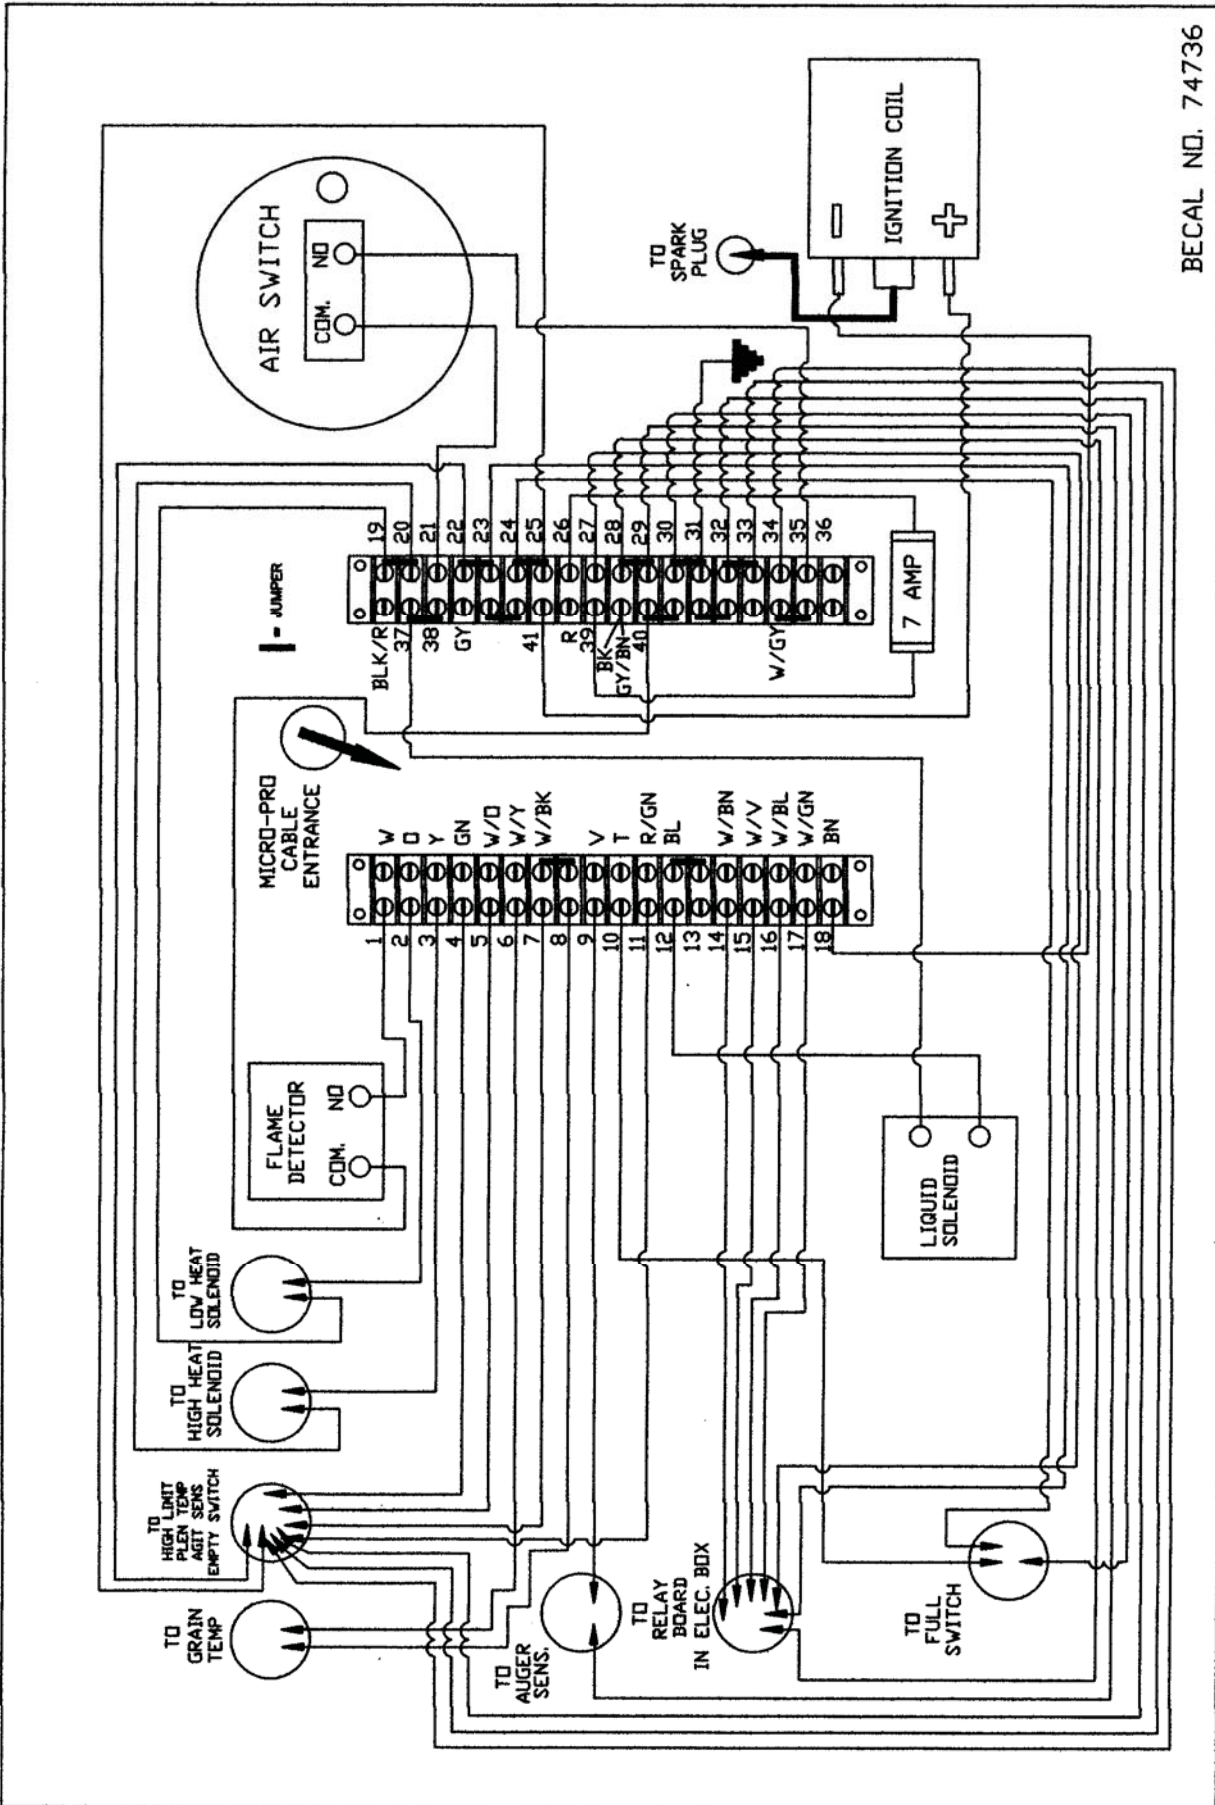 BECAL NO. 74736
AIR SWITCH
COM.
NO
TO
SPARK
PLUG
IGNITION COIL
= JUMPER
19
20
21
22
23
24
25
26
27
28
29
30
31
32
33
34
35
36
BLK/R
37
38
GY
41
R
39
BK
GY/BN
40
W/GY
7 AMP
MICRO-PRO
CABLE
ENTRANCE
W
O
Y
GN
W/O
W/Y
W/BK
V
T
R/GN
BL
W/BN
W/V
W/BL
W/GN
BN
1
2
3
4
5
6
7
8
9
10
11
12
13
14
15
16
17
18
FLAME
DETECTOR
COM.
NO
LIQUID
SOLENOID
TO
LOW HEAT
SOLENOID
TO
HIGH HEAT
SOLENOID
TO
HIGH LIMIT
PLEN TEMP
AGIT SENS
EMPTY SWITCH
TO
GRAIN
TEMP
TO
AUGER
SENS.
TO
RELAY
BOARD
IN ELEC. BOX
TO
FULL
SWITCH